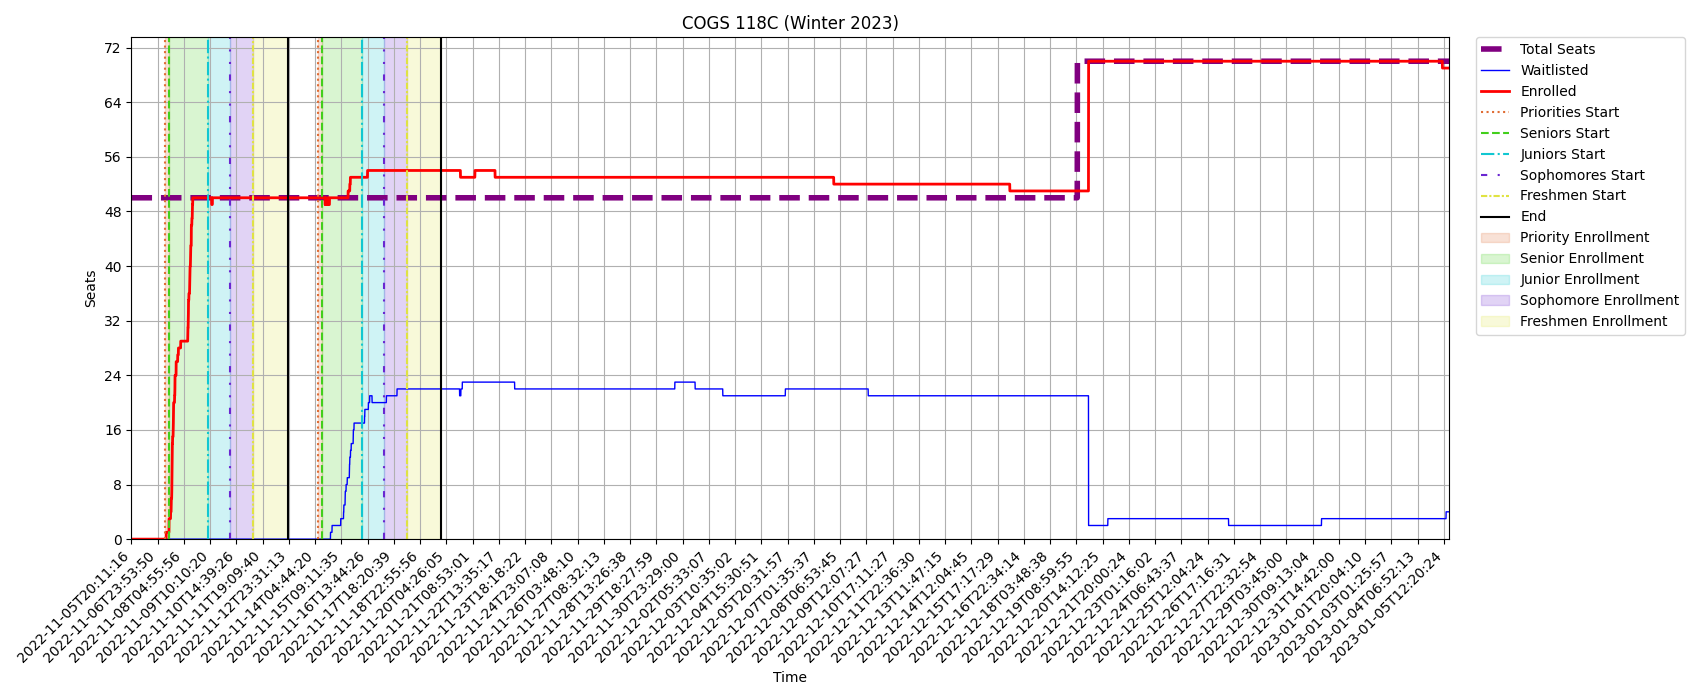 COGS 118C (Winter 2023)
Seats
72
64
56
48
40
32
24
16
8
0
2022-11-05T20:11:16
2022-11-06T23:53:50
2022-11-08T04:55:56
2022-11-09T10:10:20
2022-11-10T14:39:26
2022-11-11T19:09:40
2022-11-12T23:31:13
2022-11-14T04:44:20
2022-11-15T09:11:35
2022-11-16T13:44:26
2022-11-17T18:20:39
2022-11-18T22:55:56
2022-11-20T04:26:05
2022-11-21T08:53:01
2022-11-22T13:35:17
2022-11-23T18:18:22
2022-11-24T23:07:08
2022-11-26T03:48:10
2022-11-27T08:32:13
2022-11-28T13:26:38
2022-11-29T18:27:59
2022-11-30T23:29:00
2022-12-02T05:33:07
2022-12-03T10:35:02
2022-12-04T15:30:51
2022-12-05T20:31:57
2022-12-07T01:35:37
2022-12-08T06:53:45
2022-12-09T12:07:27
2022-12-10T17:11:27
2022-12-11T22:36:30
2022-12-13T11:47:15
2022-12-14T12:04:45
2022-12-15T17:17:29
2022-12-16T22:34:14
2022-12-18T03:48:38
2022-12-19T08:59:55
2022-12-20T14:12:25
2022-12-21T20:00:24
2022-12-23T01:16:02
2022-12-24T06:43:37
2022-12-25T12:04:24
2022-12-26T17:16:31
2022-12-27T22:32:54
2022-12-29T03:45:00
2022-12-30T09:13:04
2022-12-31T14:42:00
2023-01-01T20:04:10
2023-01-03T01:25:57
2023-01-04T06:52:13
2023-01-05T12:20:24
Time
Total Seats
Waitlisted
Enrolled
Priorities Start
Seniors Start
Juniors Start
Sophomores Start
Freshmen Start
End
Priority Enrollment
Senior Enrollment
Junior Enrollment
Sophomore Enrollment
Freshmen Enrollment